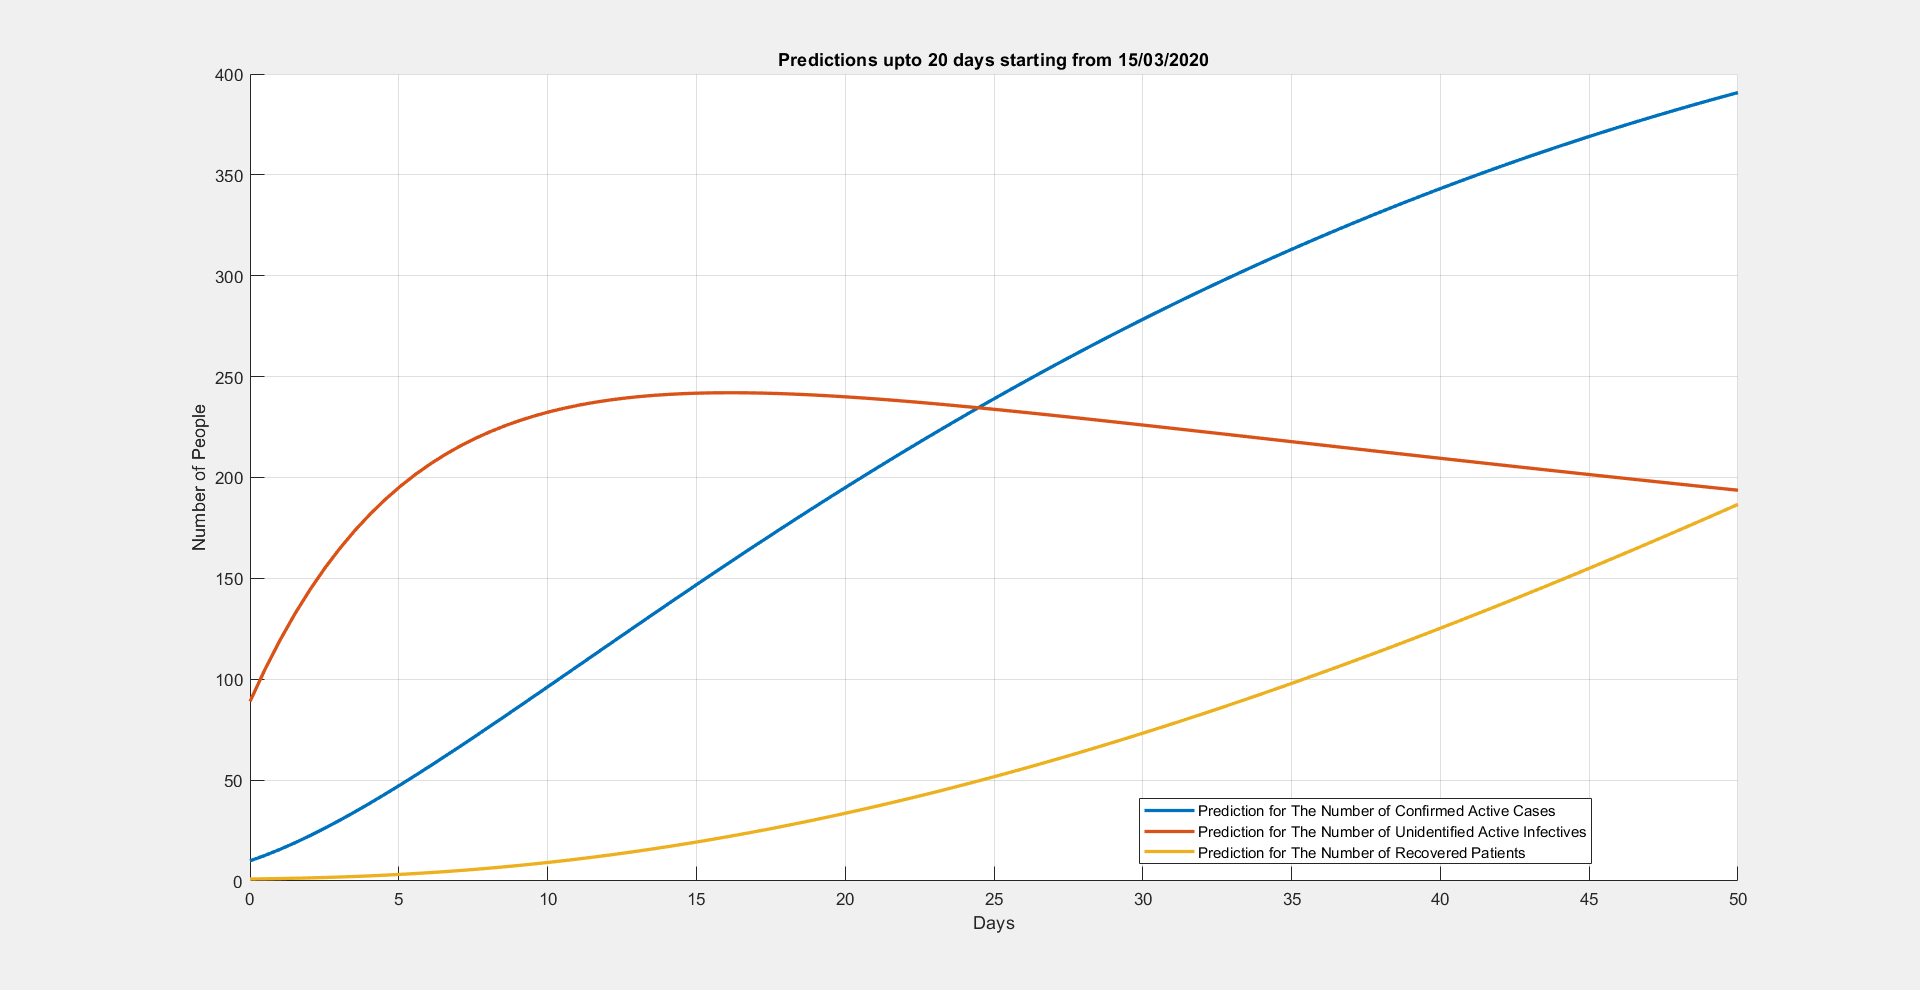 Predictions upto 20 days starting from 15/03/2020
400
350
300
250
200
150
100
50
0
Number of People
0 5 10 15 20 25 30 35 40 45 50
Days
Prediction for The Number of Confirmed Active Cases
Prediction for The Number of Unidentified Active Infectives
Prediction for The Number of Recovered Patients